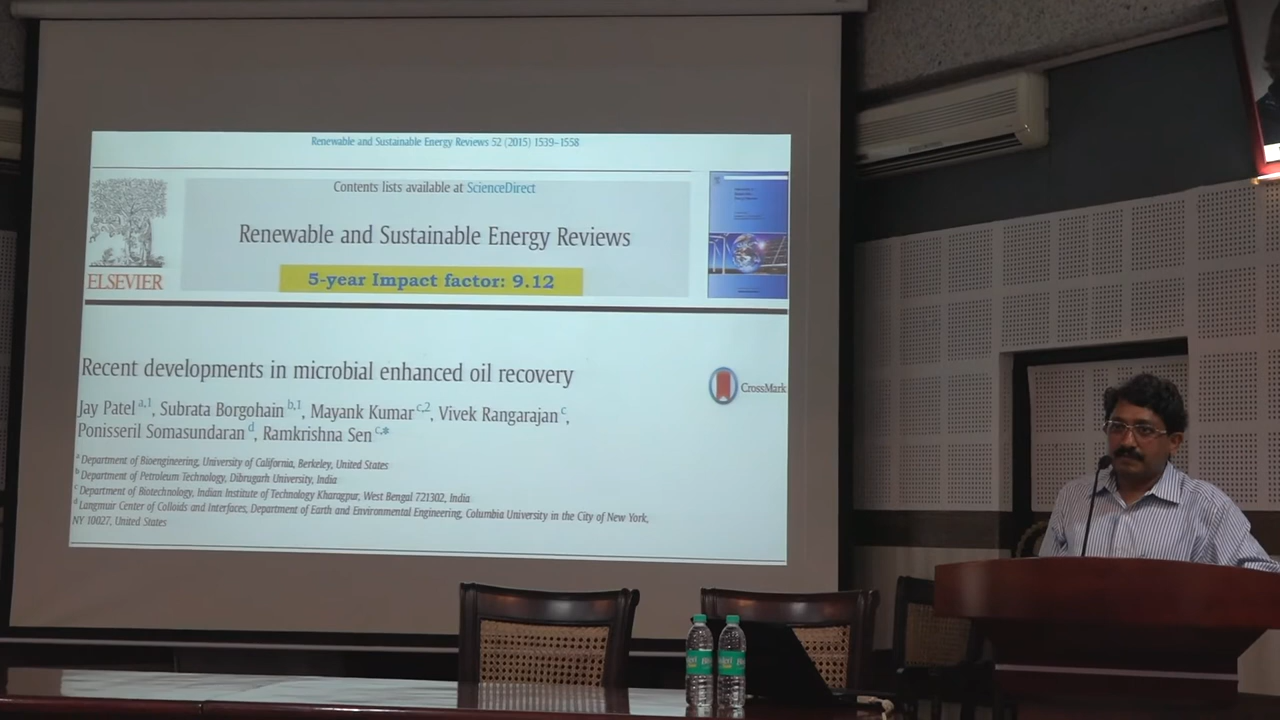 Renewable and Sustainable Energy Reviews 52 (2015) 1539–1558
Contents lists available at ScienceDirect
Renewable and Sustainable Energy Reviews
5-year Impact factor: 9.12
ELSEVIER
Recent developments in microbial enhanced oil recovery
CrossMark
Jay Patel a,1, Subrata Borgohain b,1, Mayank Kumar c,2, Vivek Rangarajan c,
Ponisseril Somasundaran d, Ramkrishna Sen c,*
a Department of Bioengineering, University of California, Berkeley, United States
b Department of Petroleum Technology, Dibrugarh University, India
c Department of Biotechnology, Indian Institute of Technology Kharagpur, West Bengal 721302, India
d Langmuir Center of Colloids and Interfaces, Department of Earth and Environmental Engineering, Columbia University in the City of New York,
NY 10027, United States